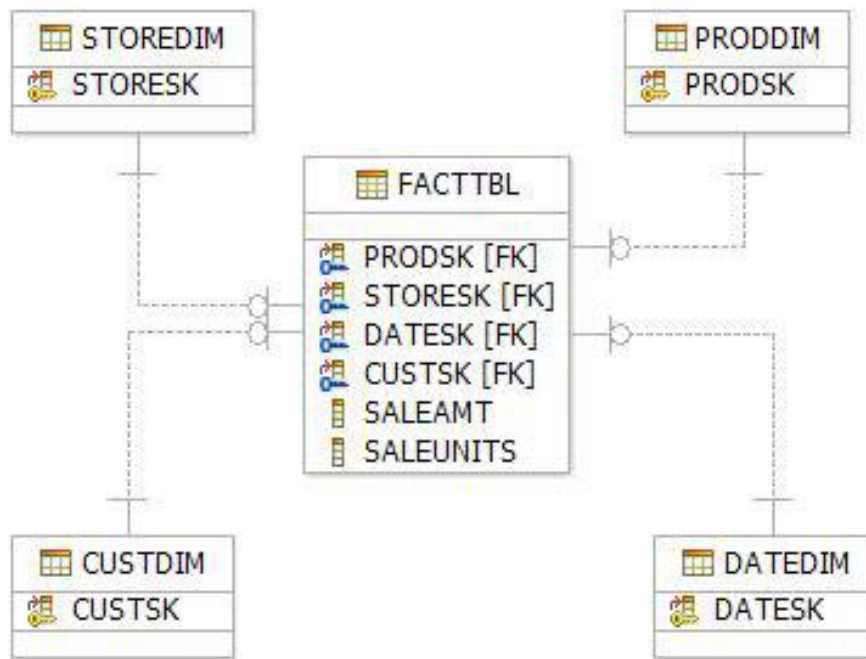 STOREDIM
STORESK
PRODDIM
PRODSK
FACTTBL
PRODSK [FK]
STORESK [FK]
DATESK [FK]
CUSTSK [FK]
SALEAMT
SALEUNITS
CUSTDIM
CUSTSK
DATEDIM
DATESK